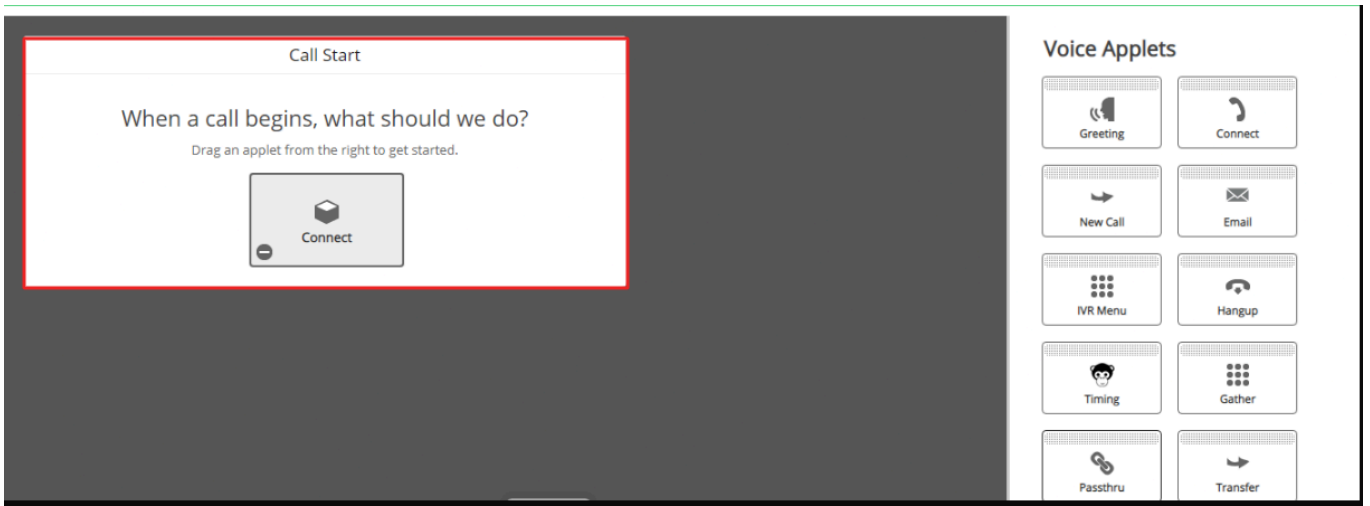 Call Start
When a call begins, what should we do?
Drag an applet from the right to get started.
Connect
Voice Applets
Greeting
Connect
New Call
Email
IVR Menu
Hangup
Timing
Gather
Passthru
Transfer